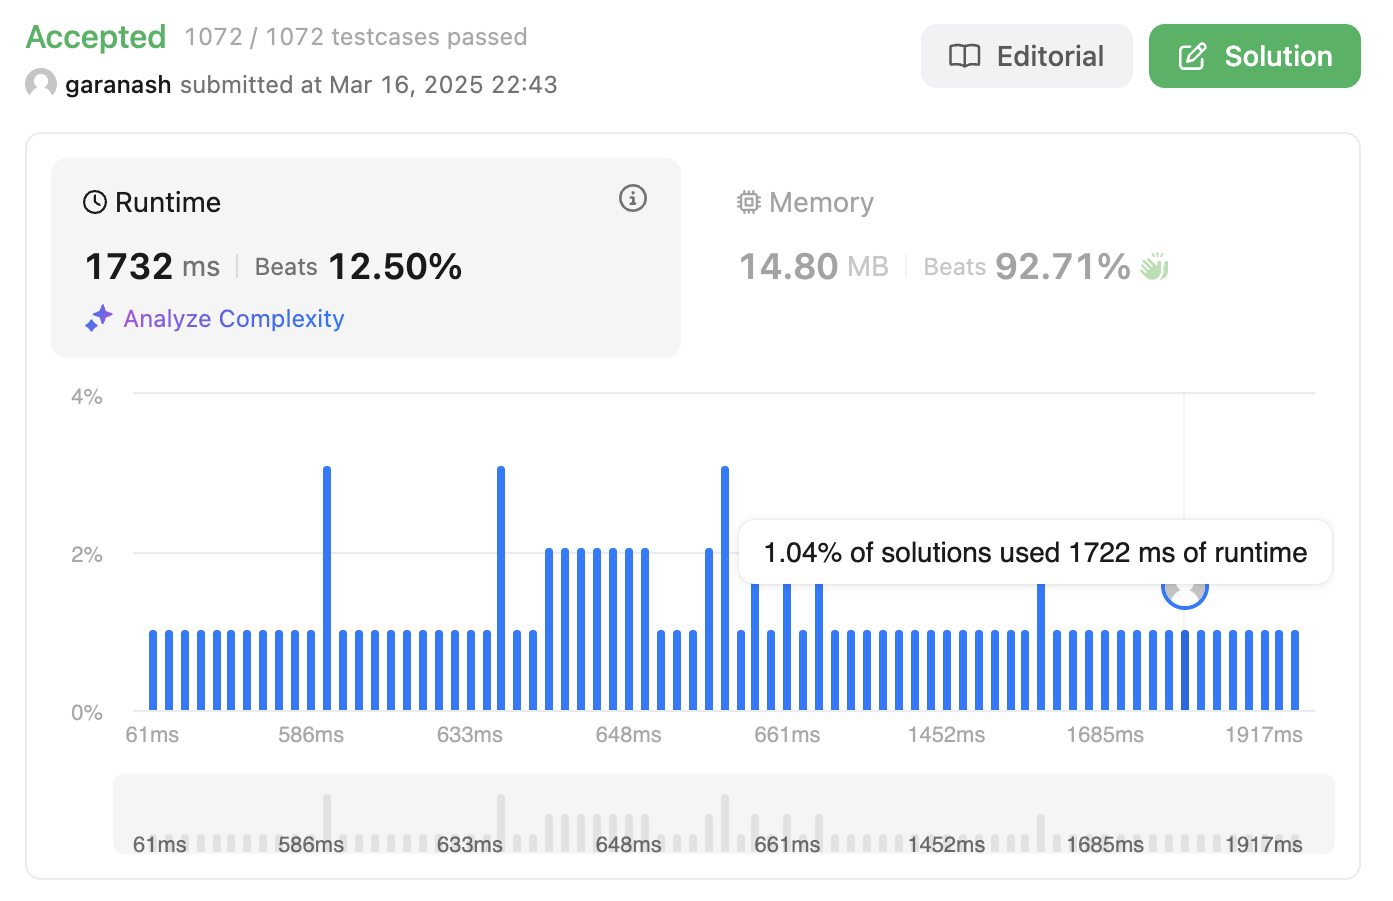 Accepted 1072 / 1072 testcases passed
garanash submitted at Mar 16, 2025 22:43
Editorial
Solution
Runtime
1732 ms Beats 12.50%
Analyze Complexity
Memory
14.80 MB Beats 92.71%
4%
2%
0%
1.04% of solutions used 1722 ms of runtime
61ms 586ms 633ms 648ms 661ms 1452ms 1685ms 1917ms
61ms 586ms 633ms 648ms 661ms 1452ms 1685ms 1917ms